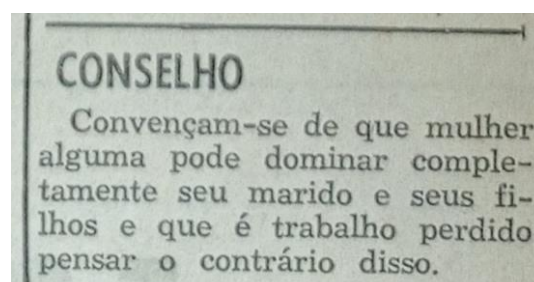 CONSELHO
Convençam-se de que mulher
alguma pode dominar comple-
tamente seu marido e seus fi-
lhos e que é trabalho perdido
pensar o contrário disso.